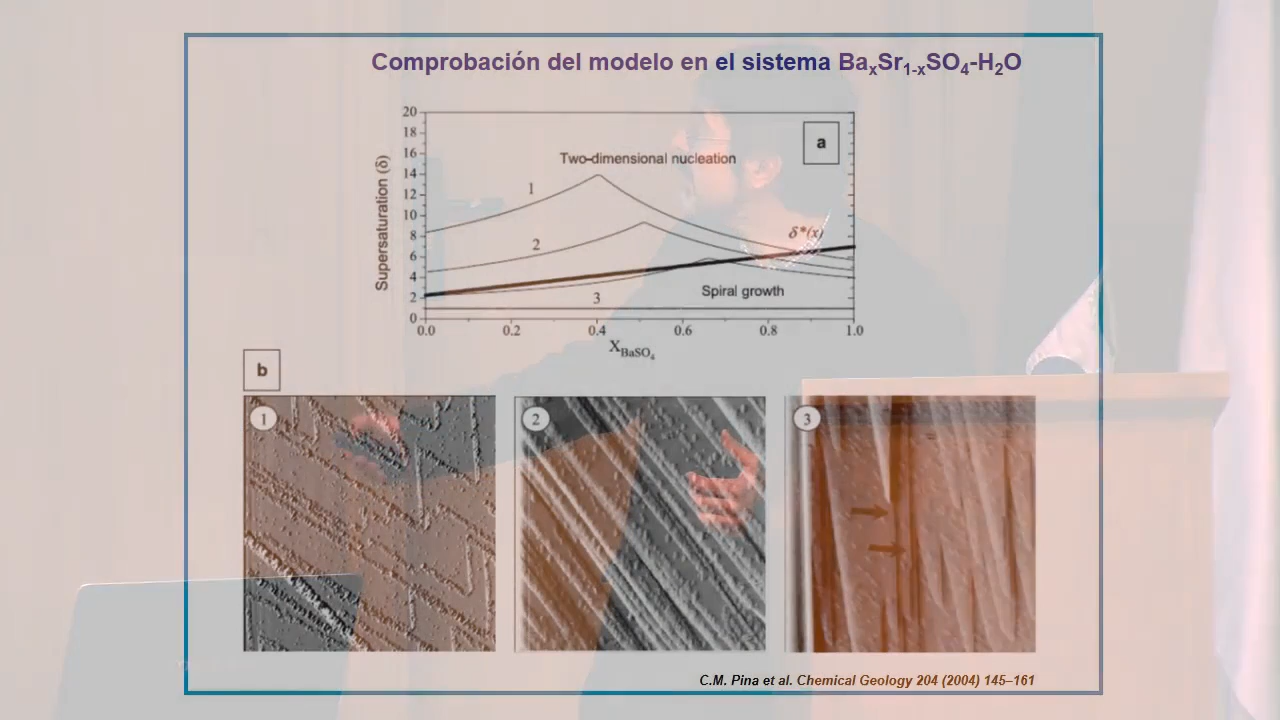 Comprobación del modelo en el sistema BaxSr1-xSO4-H2O
a
Two-dimensional nucleation
Supersaturation (δ)
20
18
16
14
12
10
8
6
4
2
0
1
2
3
δ*(x)
Spiral growth
0.0 0.2 0.4 0.6 0.8 1.0
XBaSO4
b
1 2 3
C.M. Pina et al. Chemical Geology 204 (2004) 145–161